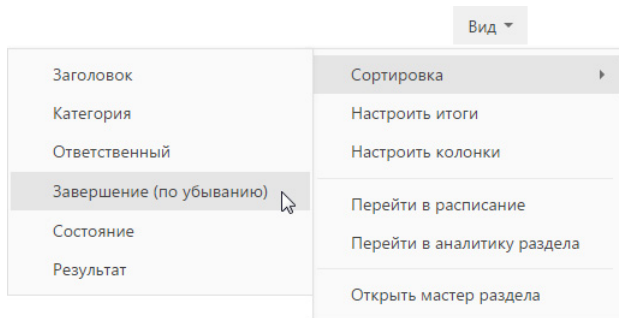 Вид
Сортировка
Настроить итоги
Настроить колонки
Перейти в расписание
Перейти в аналитику раздела
Открыть мастер раздела
Заголовок
Категория
Ответственный
Завершение (по убыванию)
Состояние
Результат